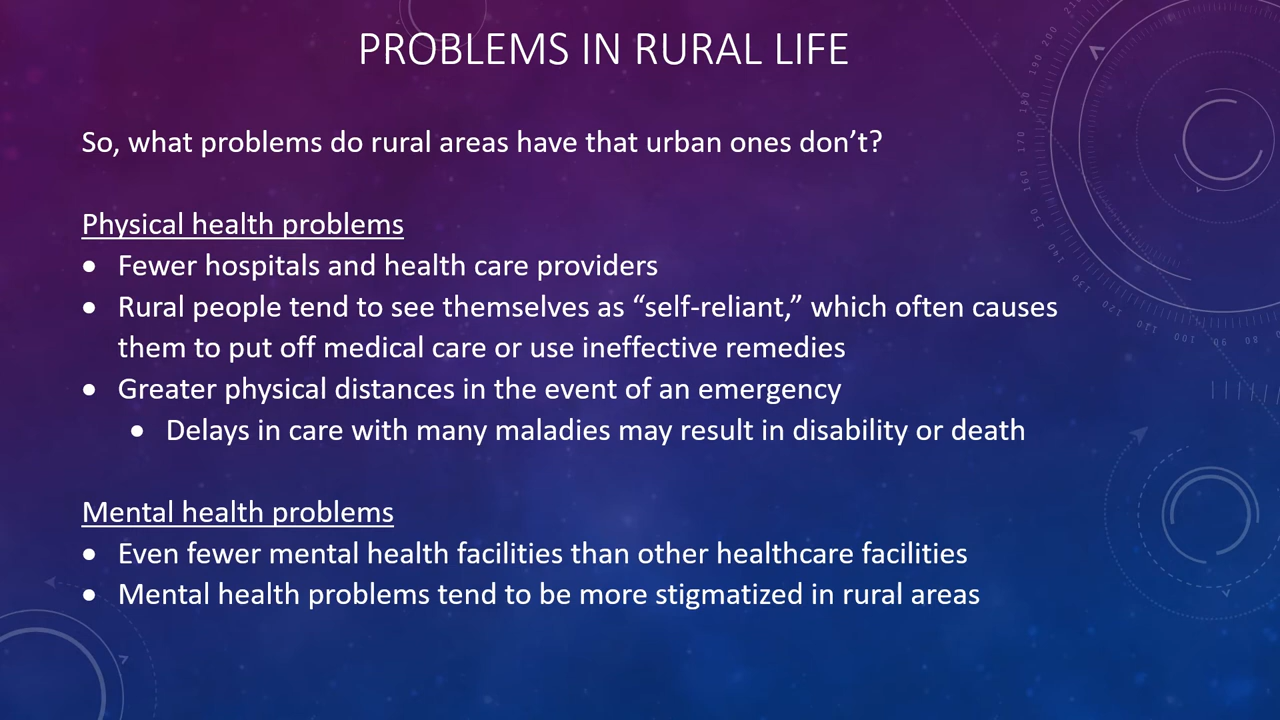 PROBLEMS IN RURAL LIFE
So, what problems do rural areas have that urban ones don’t?
Physical health problems
● Fewer hospitals and health care providers
● Rural people tend to see themselves as “self-reliant,” which often causes
them to put off medical care or use ineffective remedies
● Greater physical distances in the event of an emergency
● Delays in care with many maladies may result in disability or death
Mental health problems
● Even fewer mental health facilities than other healthcare facilities
● Mental health problems tend to be more stigmatized in rural areas